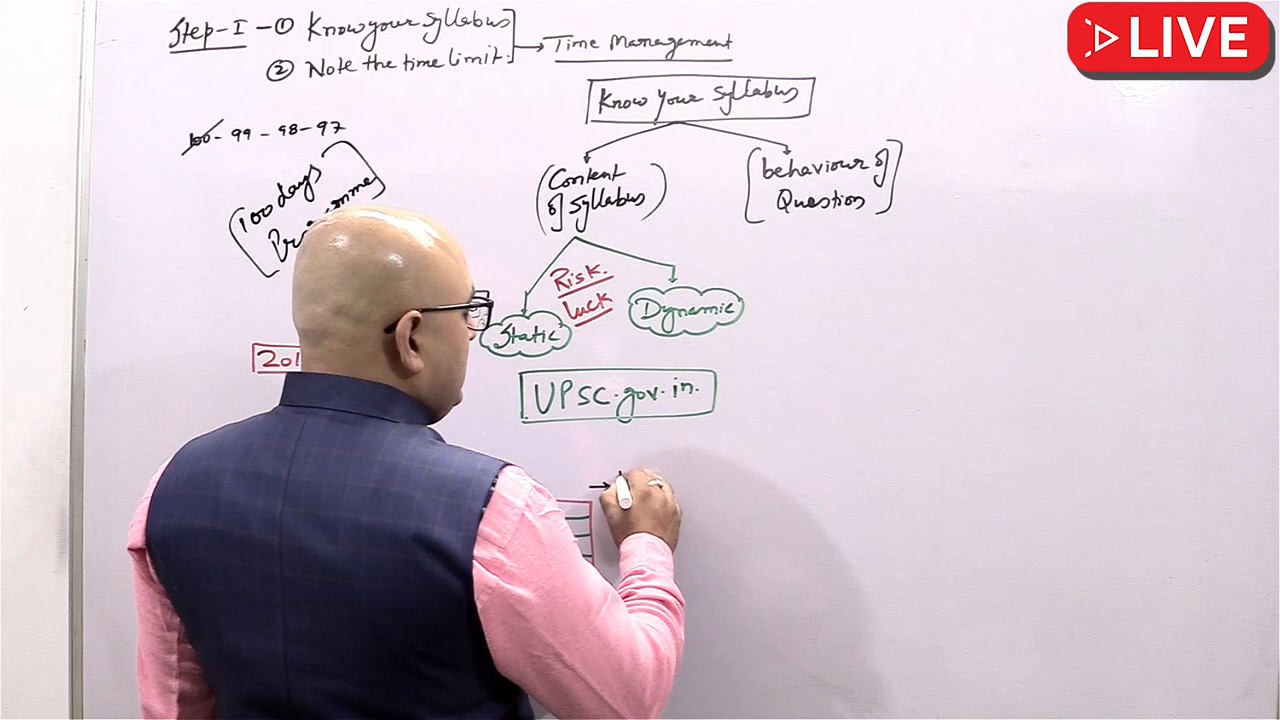 LIVE
Step-I - ① Know your syllabus
② Note the time limit.
Time Management
Know your syllabus
100 - 99 - 98 - 97
100 days
Content
of syllabus
behaviour of
Question
Risk.
Luck
Static
Dynamic
201
UPSC.gov.in.